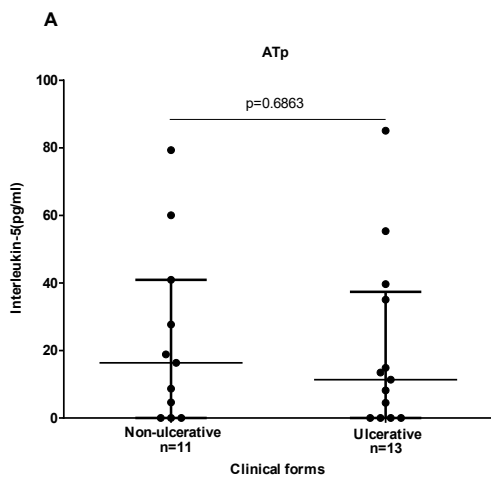 A
ATp
p=0.6863
100
80
60
40
20
0
Interleukin-5(pg/ml)
Non-ulcerative
n=11
Ulcerative
n=13
Clinical forms